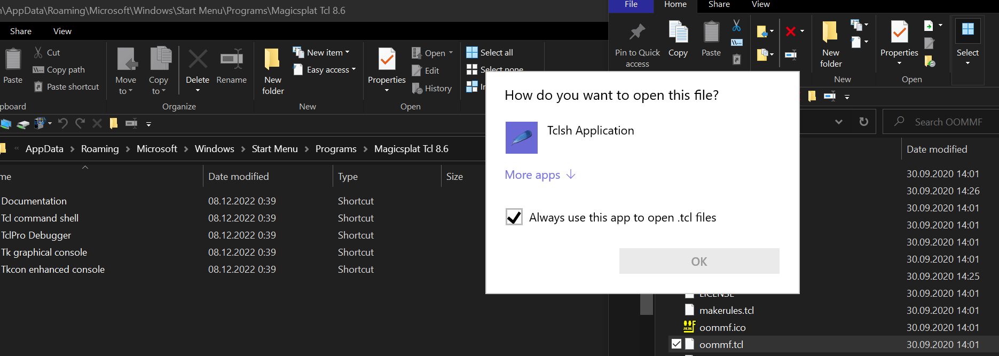 \AppData\Roaming\Microsoft\Windows\Start Menu\Programs\Magicsplat Tcl 8.6
Share View
Cut
Copy path
Paste shortcut
Paste
Move to
Copy to
Delete
Rename
Organize
New folder
New item
Easy access
New
Properties
Open
Edit
History
Open
Select all
Select none
« AppData > Roaming > Microsoft > Windows > Start Menu > Programs > Magicsplat Tcl 8.6
Date modified Type Size
Documentation 08.12.2022 0:39 Shortcut
Tcl command shell 08.12.2022 0:39 Shortcut
TclPro Debugger 08.12.2022 0:39 Shortcut
Tk graphical console 08.12.2022 0:39 Shortcut
Tkcon enhanced console 08.12.2022 0:39 Shortcut
File Home Share View
Pin to Quick access
Copy
Paste
New folder
New
Properties
Open
Select
Search OOMMF
How do you want to open this file?
Tclsh Application
More apps
Always use this app to open .tcl files
OK
Date modified
30.09.2020 14:01
30.09.2020 14:26
30.09.2020 14:01
30.09.2020 14:01
30.09.2020 14:01
30.09.2020 14:01
30.09.2020 14:25
LICENSE 30.09.2020 14:01
makerules.tcl 30.09.2020 14:01
oommf.ico 30.09.2020 14:01
oommf.tcl 30.09.2020 14:01